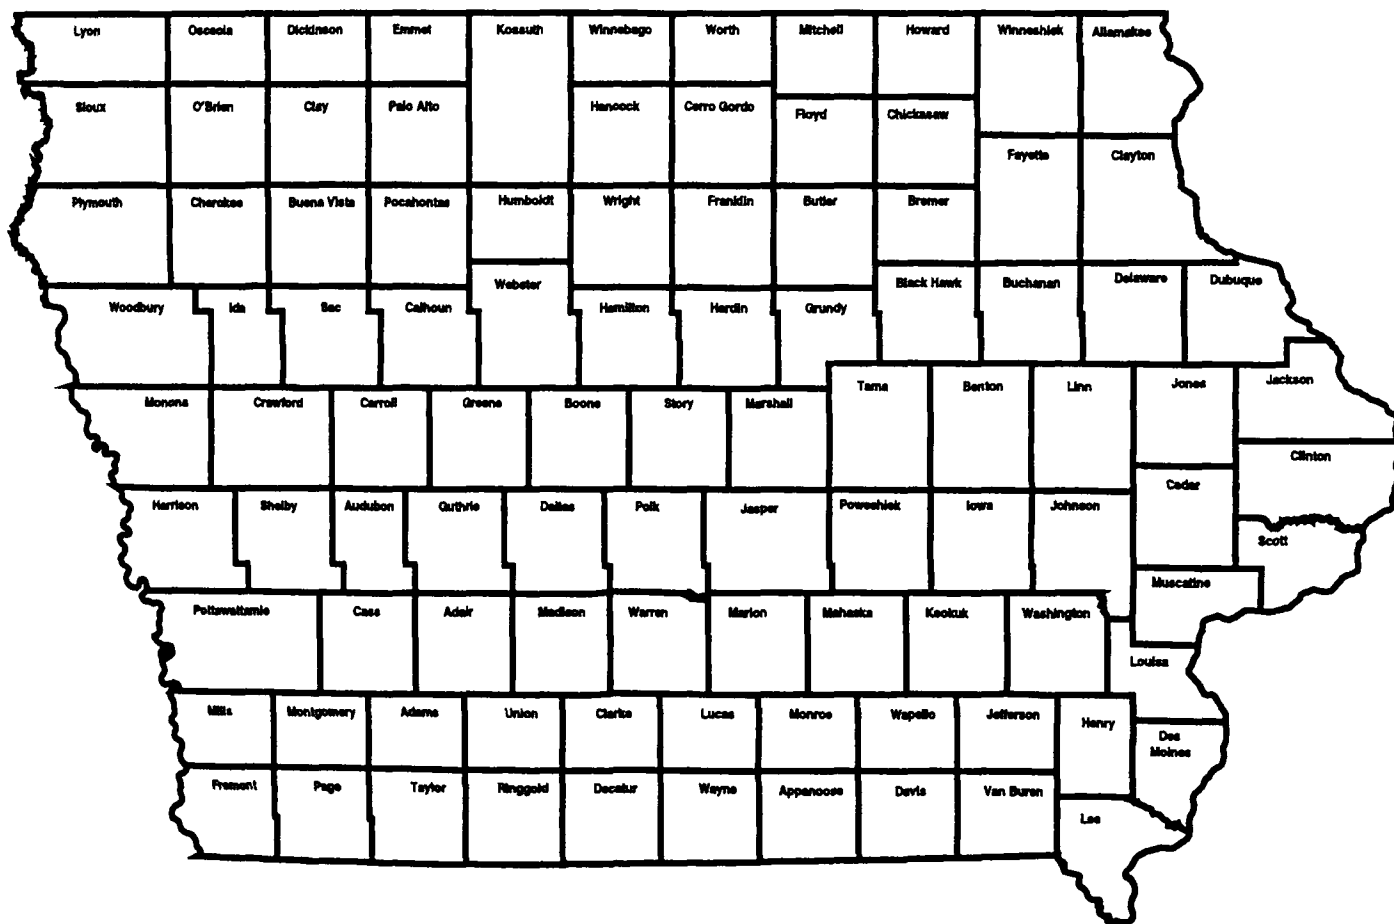 Lyon
Osceola
Dickinson
Emmet
Kossuth
Winnebago
Worth
Mitchell
Howard
Winneshiek
Allamakee
Sioux
O'Brien
Clay
Palo Alto
Hancock
Cerro Gordo
Floyd
Chickasaw
Fayette
Clayton
Plymouth
Cherokee
Buena Vista
Pocahontas
Humboldt
Wright
Franklin
Butler
Bremer
Woodbury
Ida
Sac
Calhoun
Webster
Hamilton
Hardin
Grundy
Black Hawk
Buchanan
Delaware
Dubuque
Monona
Crawford
Carroll
Greene
Boone
Story
Marshall
Tama
Benton
Linn
Jones
Jackson
Clinton
Cedar
Harrison
Shelby
Audubon
Guthrie
Dallas
Polk
Jasper
Poweshiek
Iowa
Johnson
Scott
Muscatine
Pottawattamie
Cass
Adair
Madison
Warren
Marion
Mahaska
Keokuk
Washington
Louisa
Mills
Montgomery
Adams
Union
Clarke
Lucas
Monroe
Wapello
Jefferson
Henry
Des
Moines
Fremont
Page
Taylor
Ringgold
Decatur
Wayne
Appanoose
Davis
Van Buren
Lee